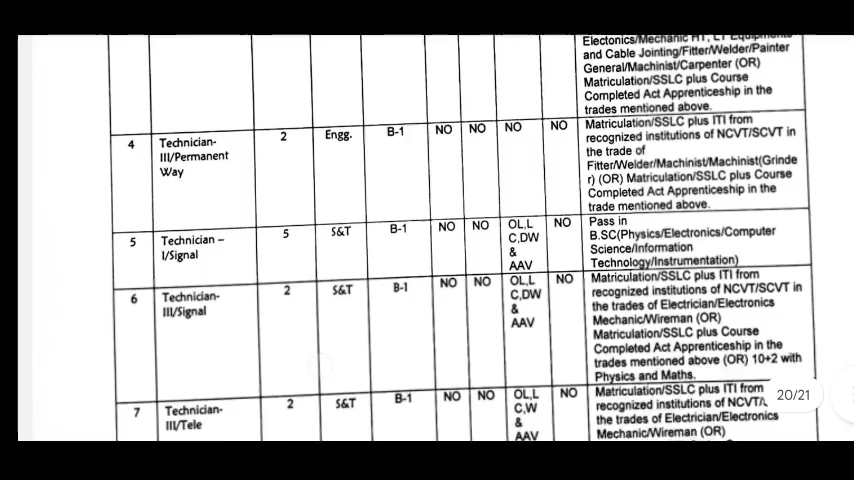 Electonics/Mechanic HT, LT Equipments
and Cable Jointing/Fitter/Welder/Painter
General/Machinist/Carpenter (OR)
Matriculation/SSLC plus Course
Completed Act Apprenticeship in the
trades mentioned above.
4 Technician- 2 Engg. B-1 NO NO NO NO Matriculation/SSLC plus ITI from
III/Permanent recognized institutions of NCVT/SCVT in
Way the trade of
Fitter/Welder/Machinist/Machinist(Grinde
r) (OR) Matriculation/SSLC plus Course
Completed Act Apprenticeship in the
trade mentioned above.
5 Technician – 5 S&T B-1 NO NO OL,L NO Pass in
I/Signal C,DW B.SC(Physics/Electronics/Computer
& Science/Information
AAV Technology/Instrumentation)
6 Technician- 2 S&T B-1 NO NO OL,L NO Matriculation/SSLC plus ITI from
III/Signal C,DW recognized institutions of NCVT/SCVT in
& the trades of Electrician/Electronics
AAV Mechanic/Wireman (OR)
Matriculation/SSLC plus Course
Completed Act Apprenticeship in the
trades mentioned above (OR) 10+2 with
Physics and Maths.
7 Technician- 2 S&T B-1 NO NO OL,L NO Matriculation/SSLC plus ITI from
III/Tele C,W recognized institutions of NCVT/
& the trades of Electrician/Electronics
AAV Mechanic/Wireman (OR)
20/21